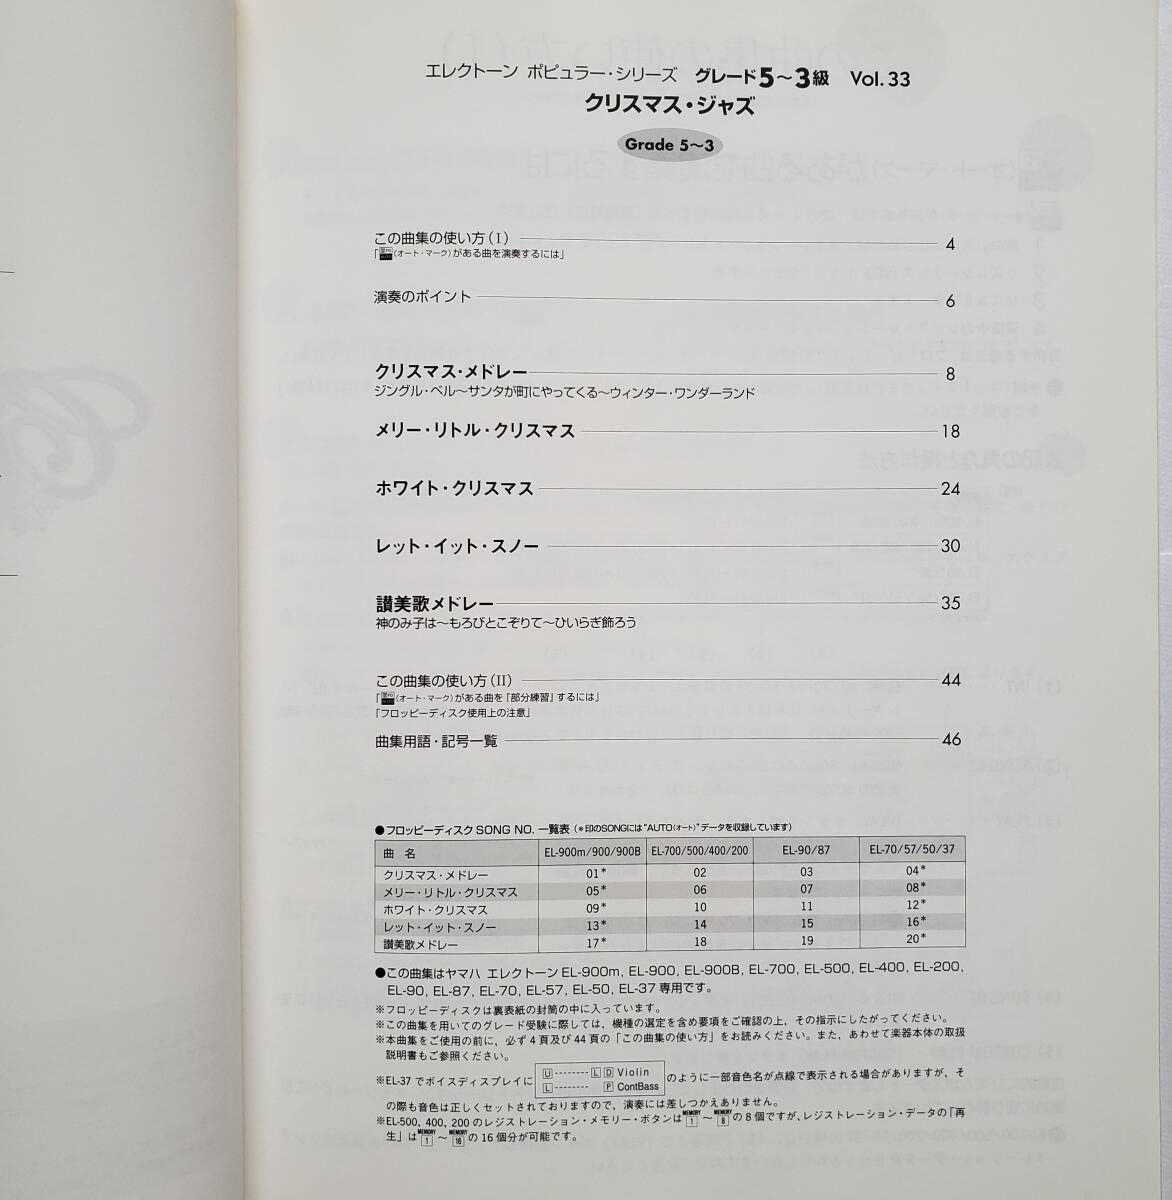 エレクトーン ポピュラー・シリーズ グレード5～3級 Vol.33
クリスマス・ジャズ
Grade 5～3
この曲集の使い方(I) 4
「(オート・マーク)がある曲を演奏するには」
演奏のポイント 6
クリスマス・メドレー 8
ジングル・ベル～サンタが町にやってくる～ウィンター・ワンダーランド
メリー・リトル・クリスマス 18
ホワイト・クリスマス 24
レット・イット・スノー 30
讃美歌メドレー 35
神のみ子は～もろびとこぞりて～ひいらぎ飾ろう
この曲集の使い方(II) 44
「(オート・マーク)がある曲を「部分練習」するには」
「フロッピーディスク使用上の注意」
曲集用語・記号一覧 46
●フロッピーディスク SONG NO. 一覧表 (＊印のSONGには"AUTO(オート)"データを収録しています)
曲 名 EL-900m/900/900B EL-700/500/400/200 EL-90/87 EL-70/57/50/37
クリスマス・メドレー 01* 02 03 04*
メリー・リトル・クリスマス 05* 06 07 08*
ホワイト・クリスマス 09* 10 11 12*
レット・イット・スノー 13* 14 15 16*
讃美歌メドレー 17* 18 19 20*
●この曲集はヤマハ エレクトーン EL-900m, EL-900, EL-900B, EL-700, EL-500, EL-400, EL-200,
EL-90, EL-87, EL-70, EL-57, EL-50, EL-37 専用です。
※フロッピーディスクは裏表紙の封筒の中に入っています。
※この曲集を用いてのグレード受験に際しては，機種の選定を含め要項をご確認の上，その指示にしたがってください。
※本曲集をご使用の前に，必ず4頁及び44頁の「この曲集の使い方」をお読みください。また，あわせて楽器本体の取扱
説明書もご参照ください。
※EL-37でボイスディスプレイに U -------- L D Violin
L -------- P ContBass のように一部音色名が点線で表示される場合がありますが，そ
の際も音色は正しくセットされておりますので，演奏には差しつかえありません。
※EL-500, 400, 200のレジストレーション・メモリー・ボタンは MEMORY 1 ～ MEMORY 8 の8個ですが，レジストレーション・データの「再
生」は MEMORY 1 ～ MEMORY 16 の16個分が可能です。